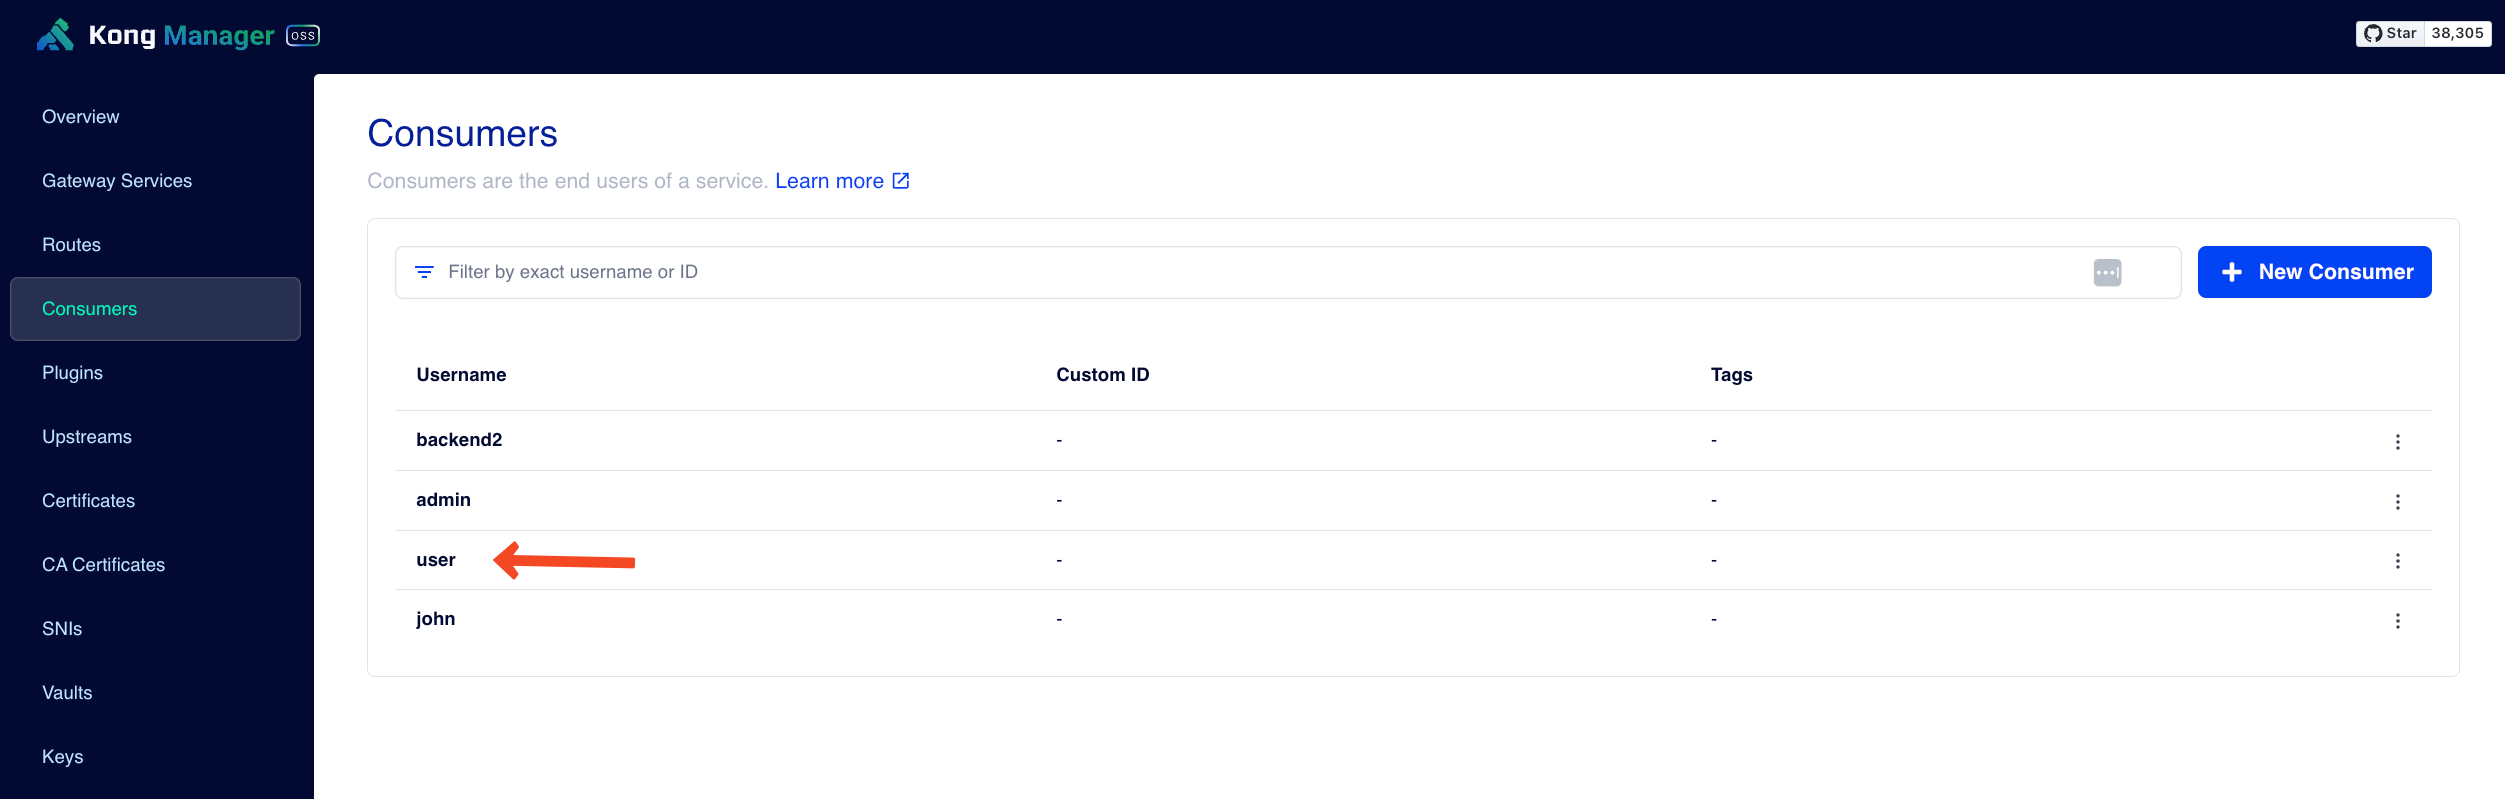 Kong Manager OSS
Star 38,305
Overview
Gateway Services
Routes
Consumers
Plugins
Upstreams
Certificates
CA Certificates
SNIs
Vaults
Keys
Consumers
Consumers are the end users of a service. Learn more
Filter by exact username or ID
New Consumer
Username Custom ID Tags
backend2 - -
admin - -
user - -
john - -